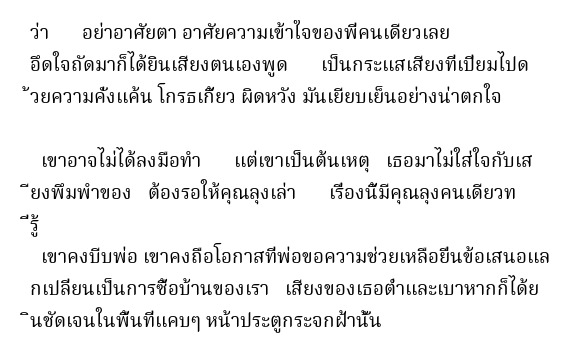 ว่า อย่าอาศัยตา อาศัยความเข้าใจของพี่คนเดียวเลย
อึดใจถัดมาก็ได้ยินเสียงตนเองพูด เป็นกระแสเสียงที่เปี่ยมไปด
้วยความคั่งแค้น โกรธเกี้ยว ผิดหวัง มันเยียบเย็นอย่างน่าตกใจ
เขาอาจไม่ได้ลงมือทำ แต่เขาเป็นต้นเหตุ เธอมาไม่ใส่ใจกับเส
ียงพึมพำของ ต้องรอให้คุณลุงเล่า เรื่องนี้มีคุณลุงคนเดียวท
ี่รู้
เขาคงบีบพ่อ เขาคงถือโอกาสที่พ่อขอความช่วยเหลือยื่นข้อเสนอแล
กเปลี่ยนเป็นการซื้อบ้านของเรา เสียงของเธอต่ำและเบาหากก็ได้ย
ินชัดเจนในพื้นที่แคบๆ หน้าประตูกระจกฝ้านั้น